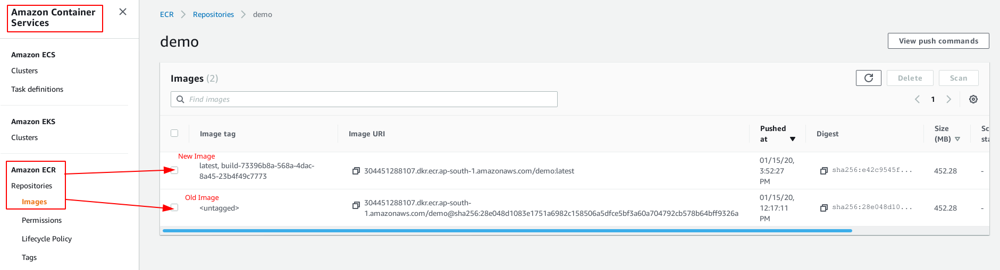 Amazon Container
Services
Amazon ECS
Clusters
Task definitions
Amazon EKS
Clusters
Amazon ECR
Repositories
Images
Permissions
Lifecycle Policy
Tags
ECR
Repositories
demo
demo
View push commands
Images (2)
Delete
Scan
Find images
1
Image tag
Image URI
Pushed
at
Digest
Size
(MB)
Sc
sta
New Image
latest, build-73396b8a-568a-4dac-
8a45-23b4f49c7773
304451288107.dkr.ecr.ap-south-1.amazonaws.com/demo:latest
01/15/20,
3:52:27
PM
sha256:e42c9545f...
452.28
-
Old Image
<untagged>
304451288107.dkr.ecr.ap-south-
1.amazonaws.com/demo@sha256:28e048d1083e1751a6982c158506a5dfce5bf3a60a704792cb578b64bff9326a
01/15/20,
12:17:11
PM
sha256:28e048d10...
452.28
-